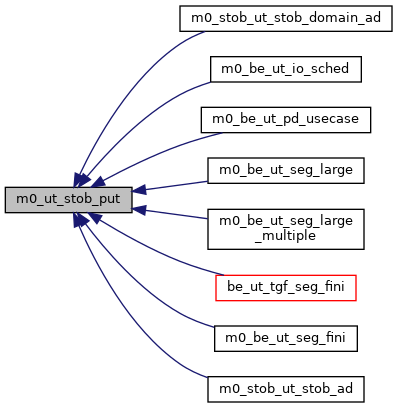 m0_stob_ut_stob_domain_ad
m0_be_ut_io_sched
m0_be_ut_pd_usecase
m0_be_ut_seg_large
m0_ut_stob_put
m0_be_ut_seg_large
_multiple
be_ut_tgf_seg_fini
m0_be_ut_seg_fini
m0_stob_ut_stob_ad